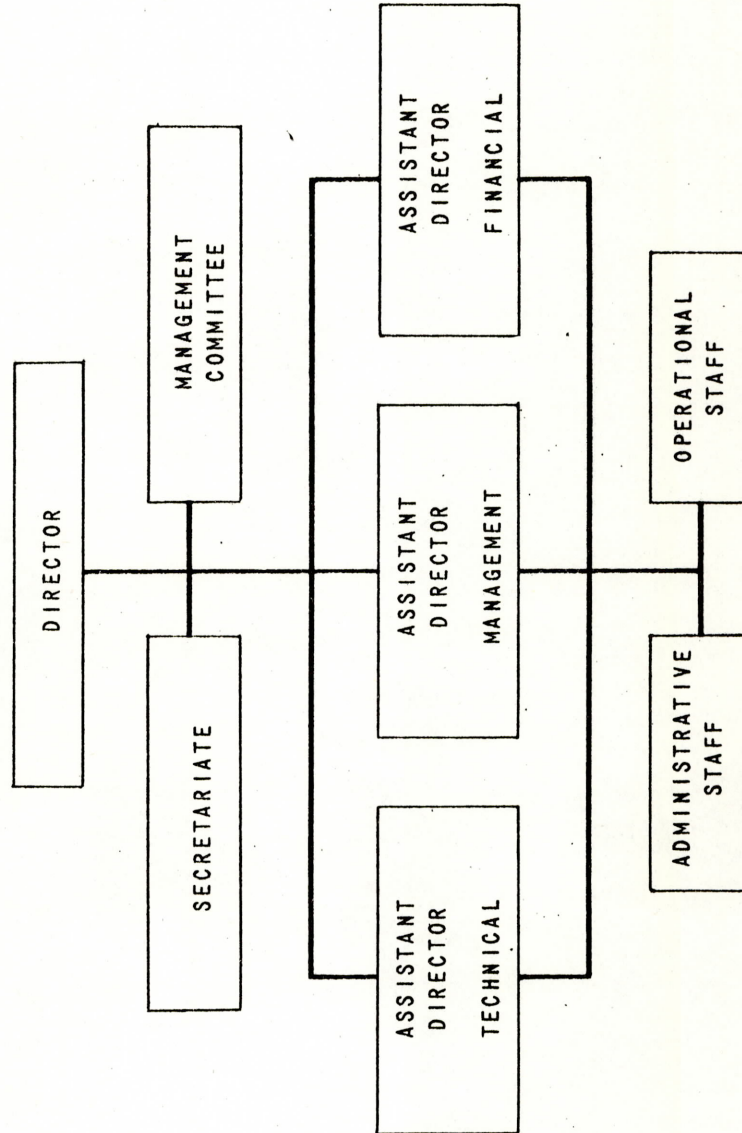 DIRECTOR
SECRETARIATE
MANAGEMENT
COMMITTEE
ASSISTANT
DIRECTOR
TECHNICAL
ASSISTANT
DIRECTOR
MANAGEMENT
ASSISTANT
DIRECTOR
FINANCIAL
ADMINISTRATIVE
STAFF
OPERATIONAL
STAFF